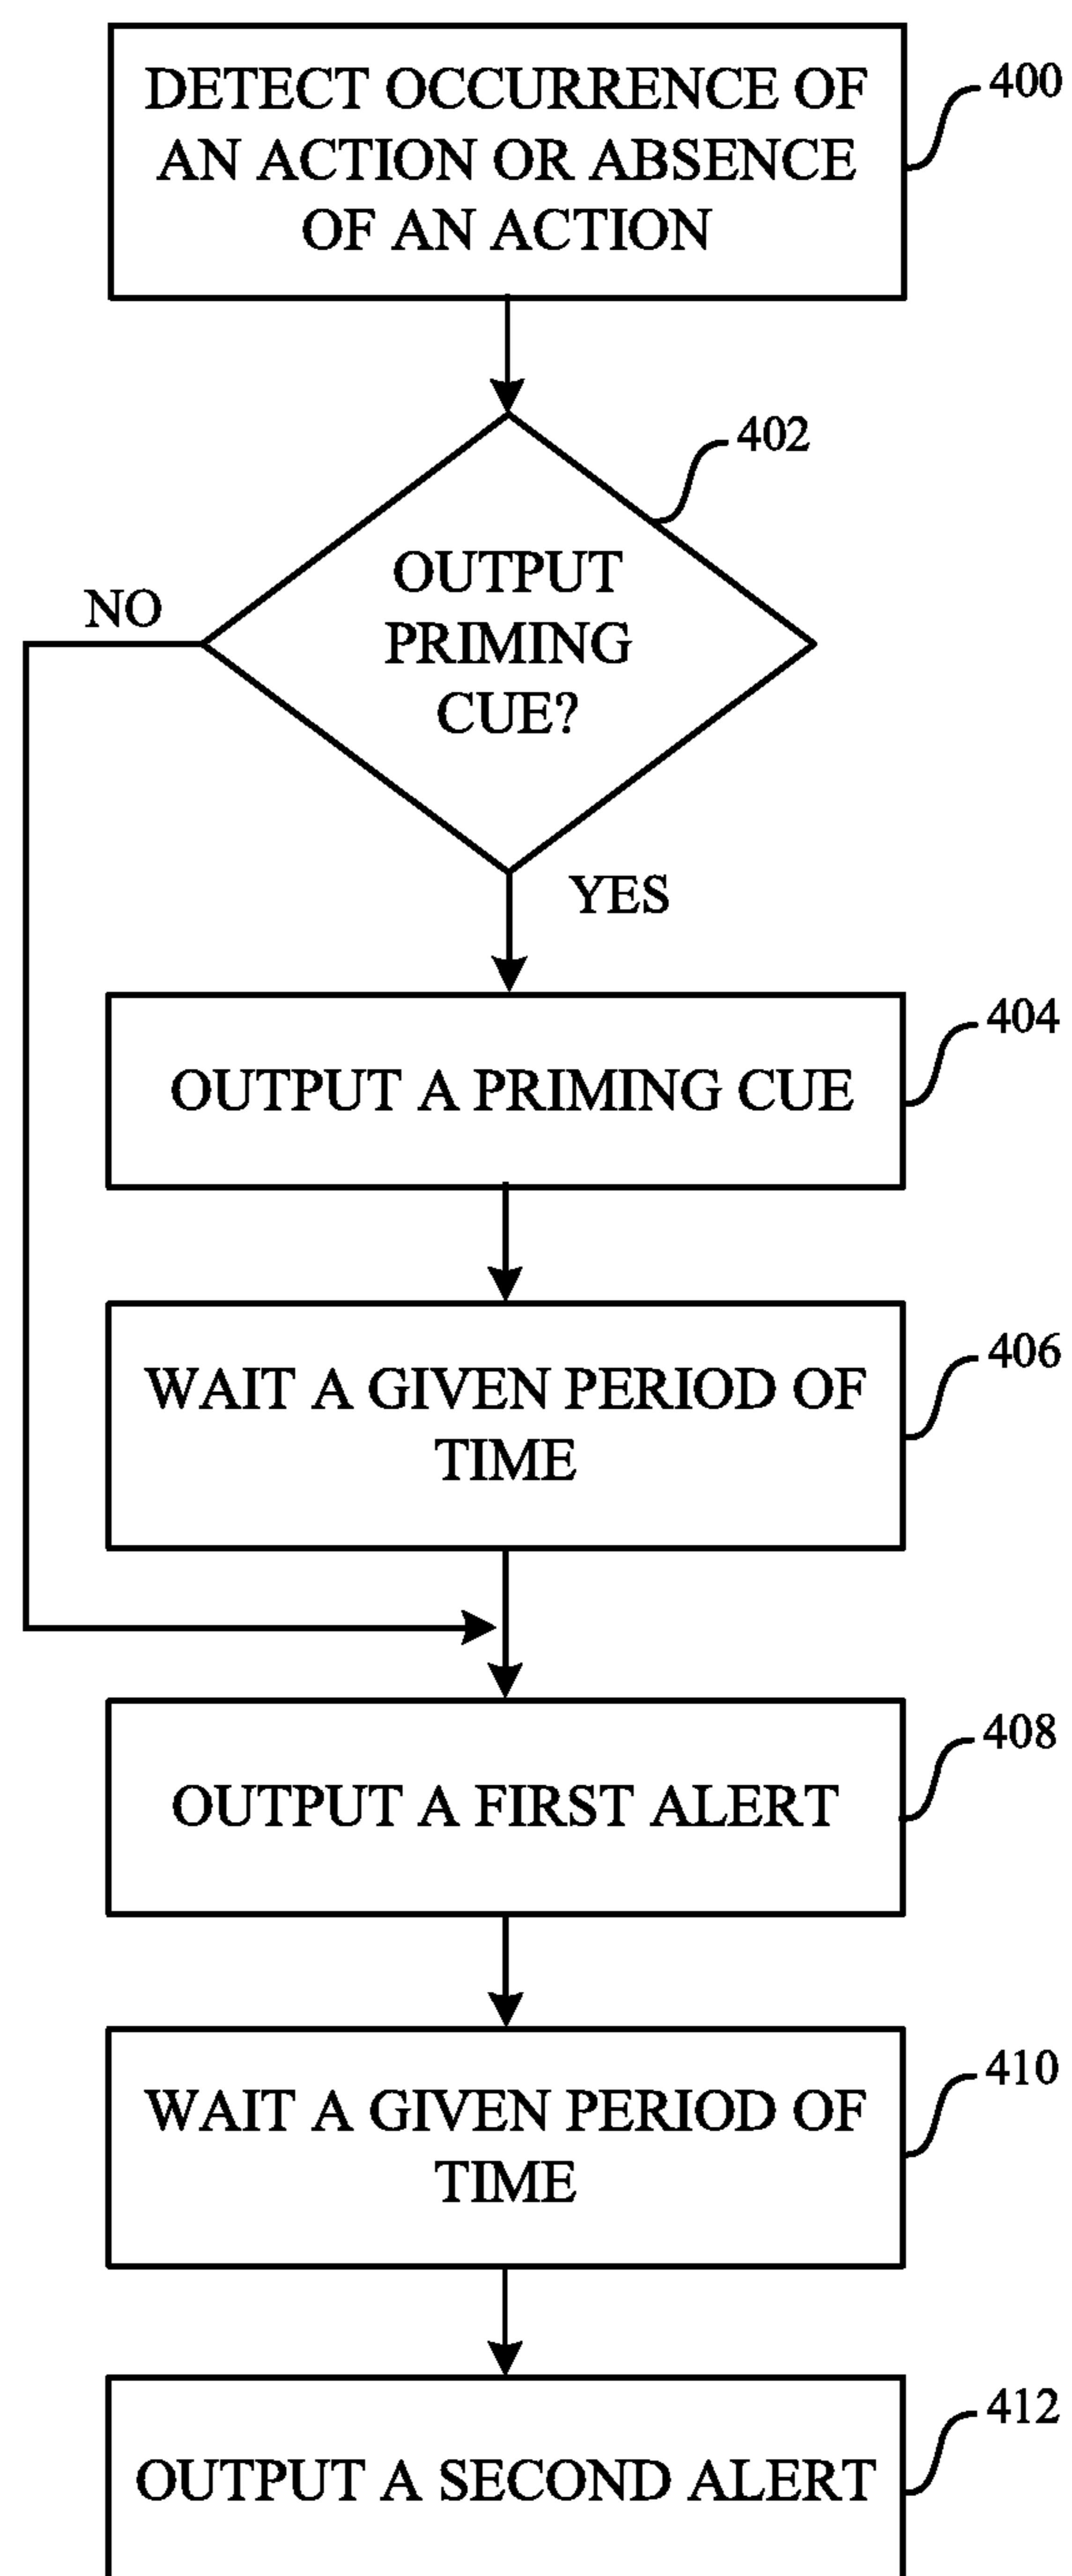 DETECT OCCURRENCE OF
AN ACTION OR ABSENCE
OF AN ACTION
400
402
OUTPUT
PRIMING
CUE?
NO
YES
404
OUTPUT A PRIMING CUE
406
WAIT A GIVEN PERIOD OF
TIME
408
OUTPUT A FIRST ALERT
410
WAIT A GIVEN PERIOD OF
TIME
412
OUTPUT A SECOND ALERT